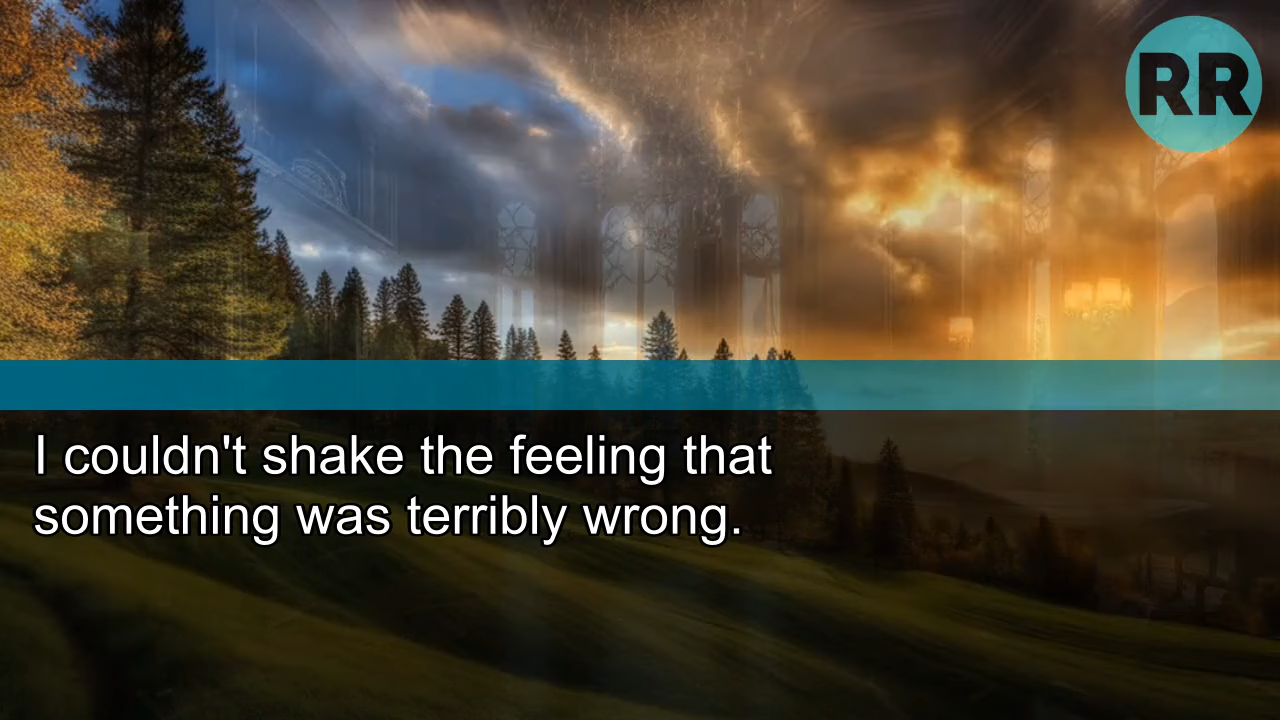 RR
I couldn't shake the feeling that
something was terribly wrong.